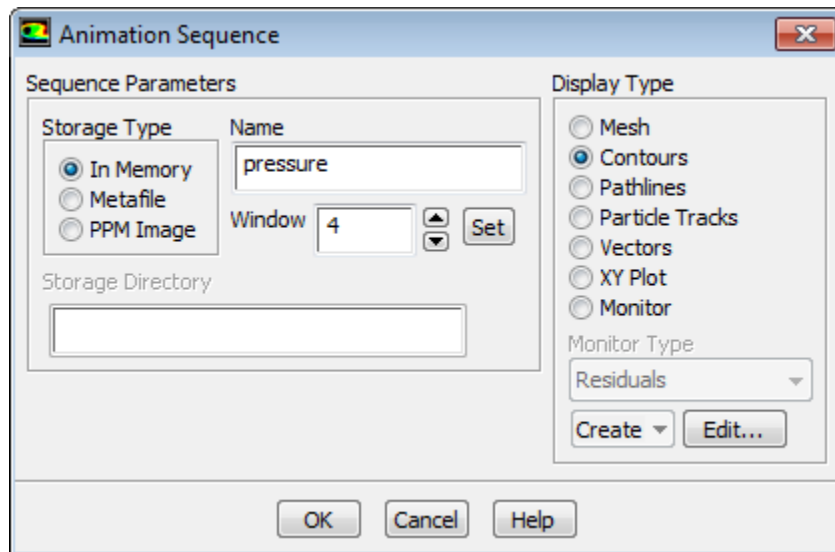 Animation Sequence
Sequence Parameters
Storage Type
In Memory
Metafile
PPM Image
Name
pressure
Window
4
Set
Storage Directory
Display Type
Mesh
Contours
Pathlines
Particle Tracks
Vectors
XY Plot
Monitor
Monitor Type
Residuals
Create
Edit...
OK
Cancel
Help